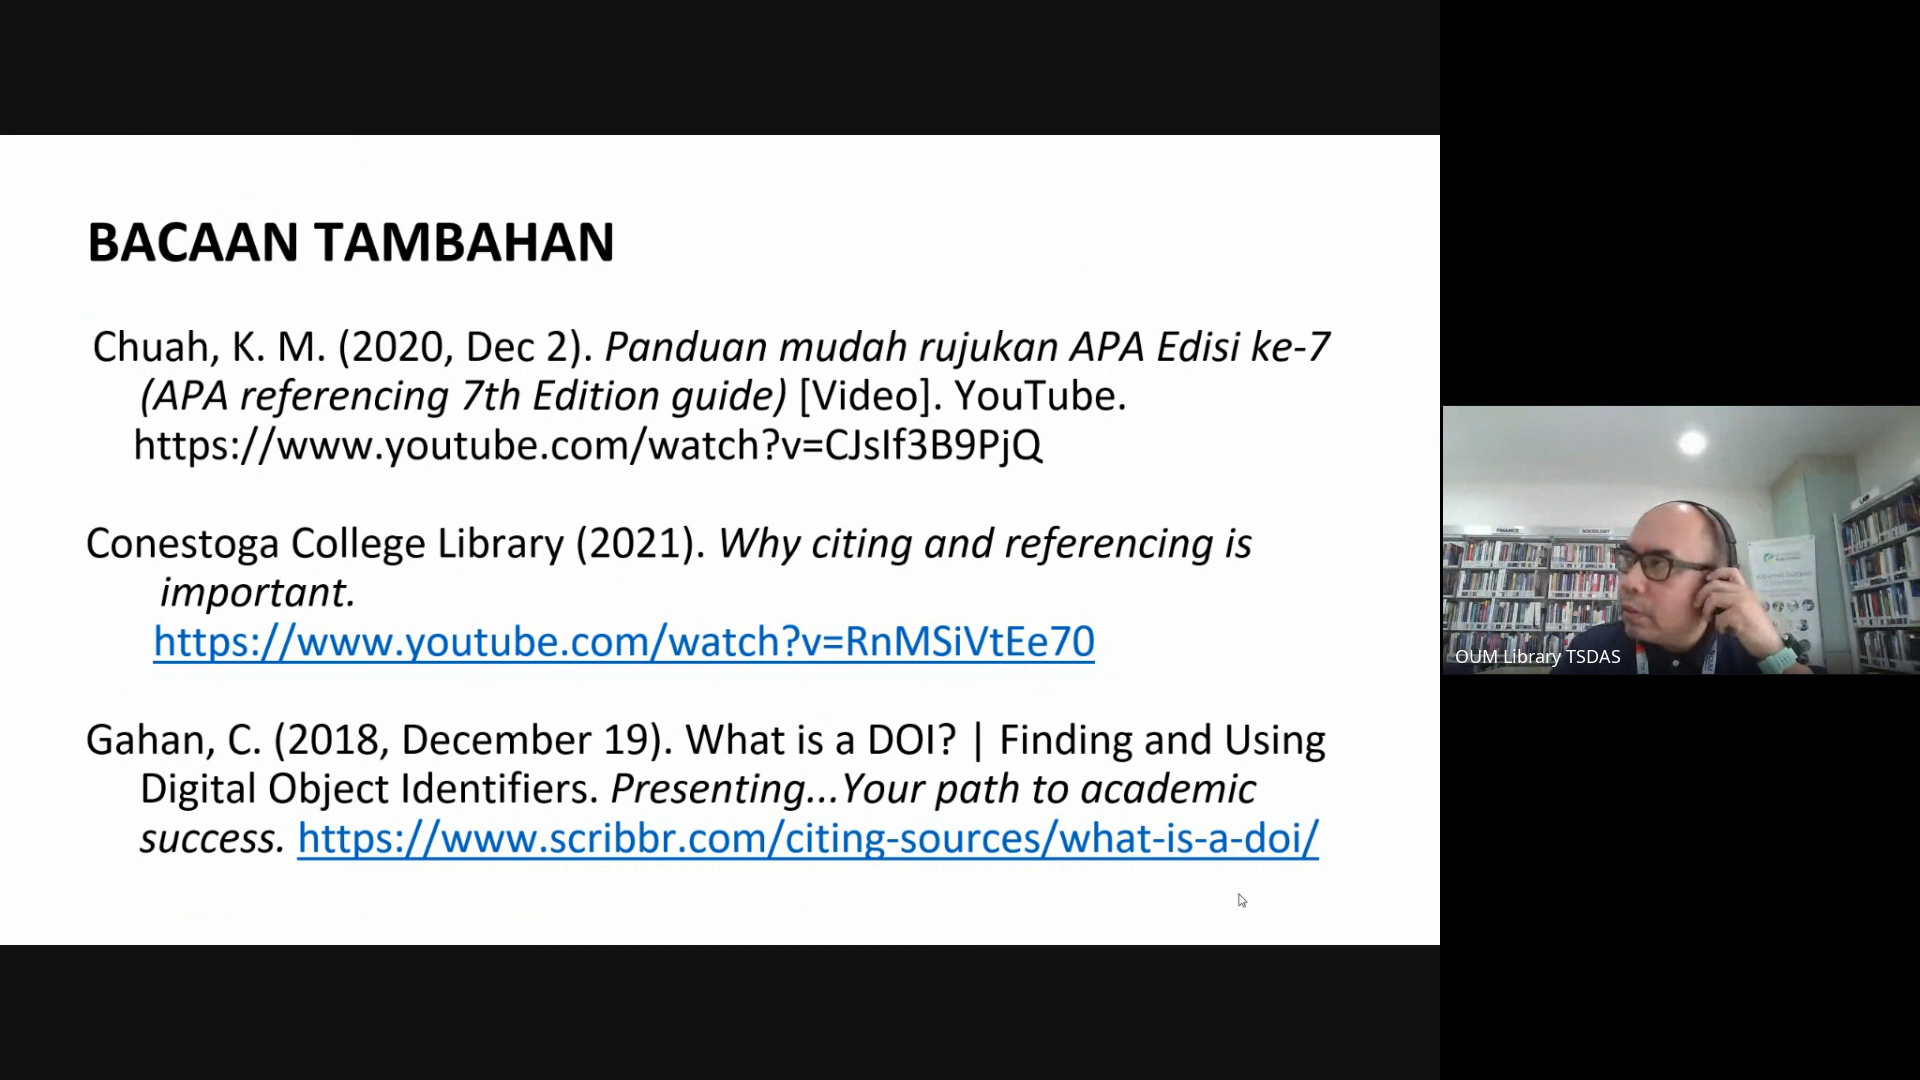 BACAAN TAMBAHAN
Chuah, K. M. (2020, Dec 2). Panduan mudah rujukan APA Edisi ke-7
(APA referencing 7th Edition guide) [Video]. YouTube.
https://www.youtube.com/watch?v=CJsIf3B9PjQ
Conestoga College Library (2021). Why citing and referencing is
important.
https://www.youtube.com/watch?v=RnMSiVtEe70
Gahan, C. (2018, December 19). What is a DOI? | Finding and Using
Digital Object Identifiers. Presenting...Your path to academic
success. https://www.scribbr.com/citing-sources/what-is-a-doi/
FINANCE
SOCIOLOGY
LAW
OUM Library TSDAS